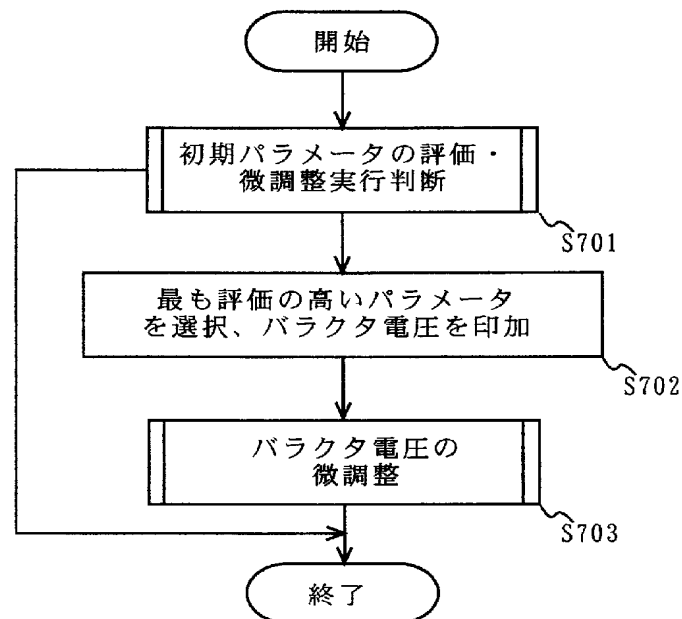 開始
初期パラメータの評価・
微調整実行判断
S701
最も評価の高いパラメータ
を選択、バラクタ電圧を印加
S702
バラクタ電圧の
微調整
S703
終了